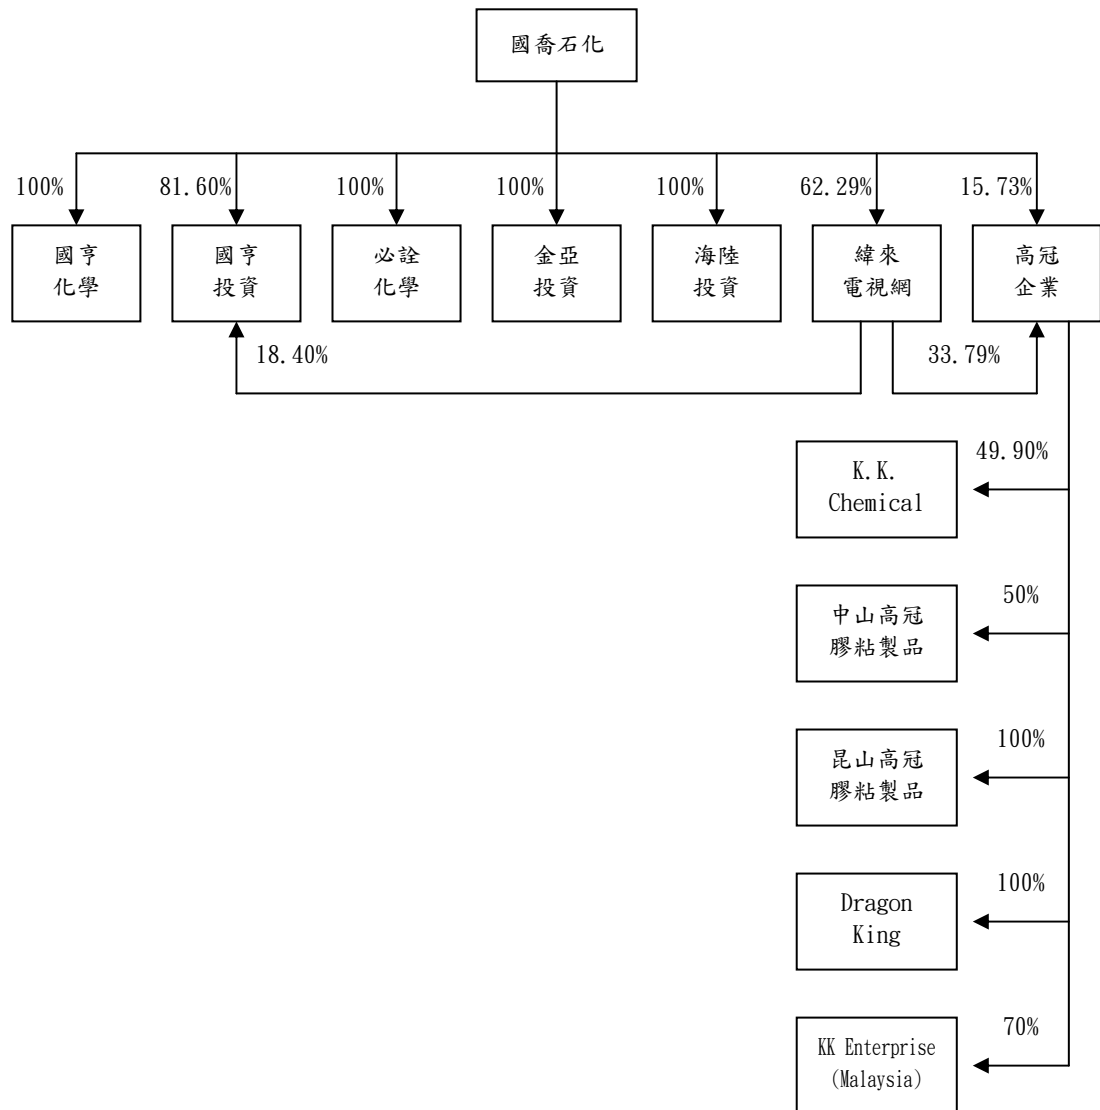 國喬石化
100%
81.60%
100%
100%
100%
62.29%
15.73%
國亨
化學
國亨
投資
必詮
化學
金亞
投資
海陸
投資
緯來
電視網
高冠
企業
18.40%
33.79%
49.90%
K.K.
Chemical
50%
中山高冠
膠粘製品
100%
昆山高冠
膠粘製品
100%
Dragon
King
70%
KK Enterprise
(Malaysia)